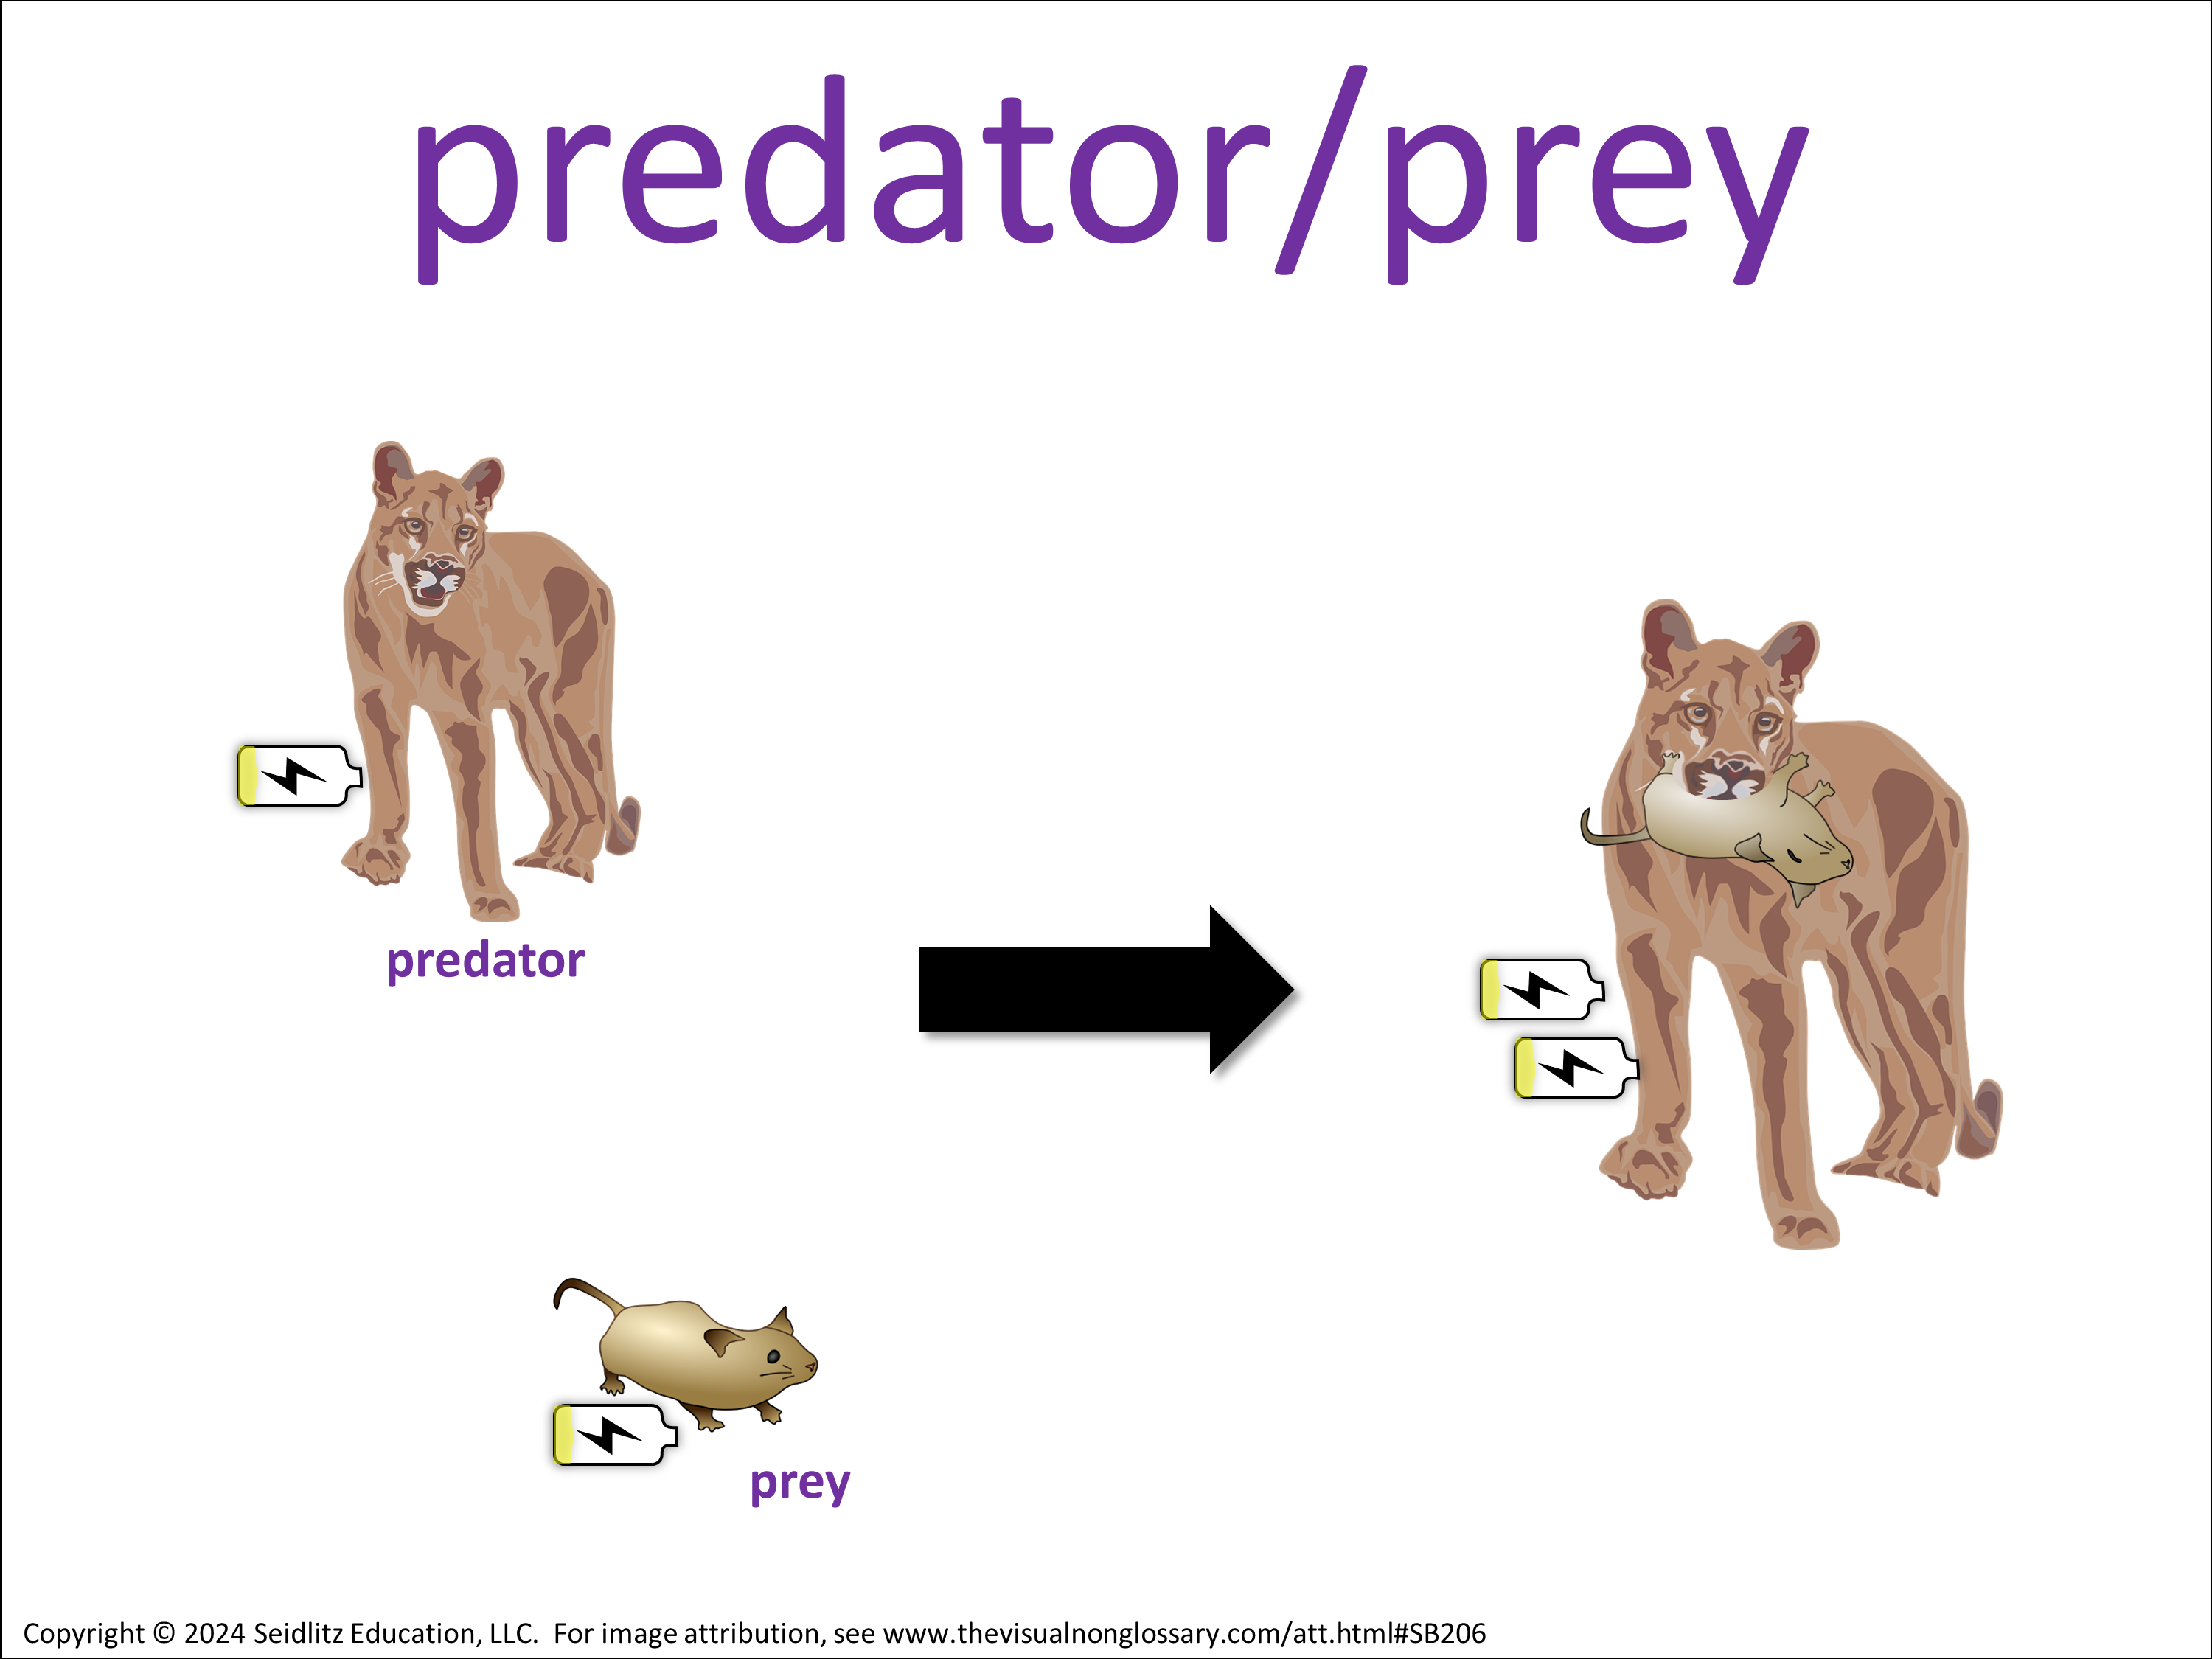 predator/prey
predator
prey
Copyright © 2024 Seidlitz Education, LLC.  For image attribution, see www.thevisualnonglossary.com/att.html#SB206